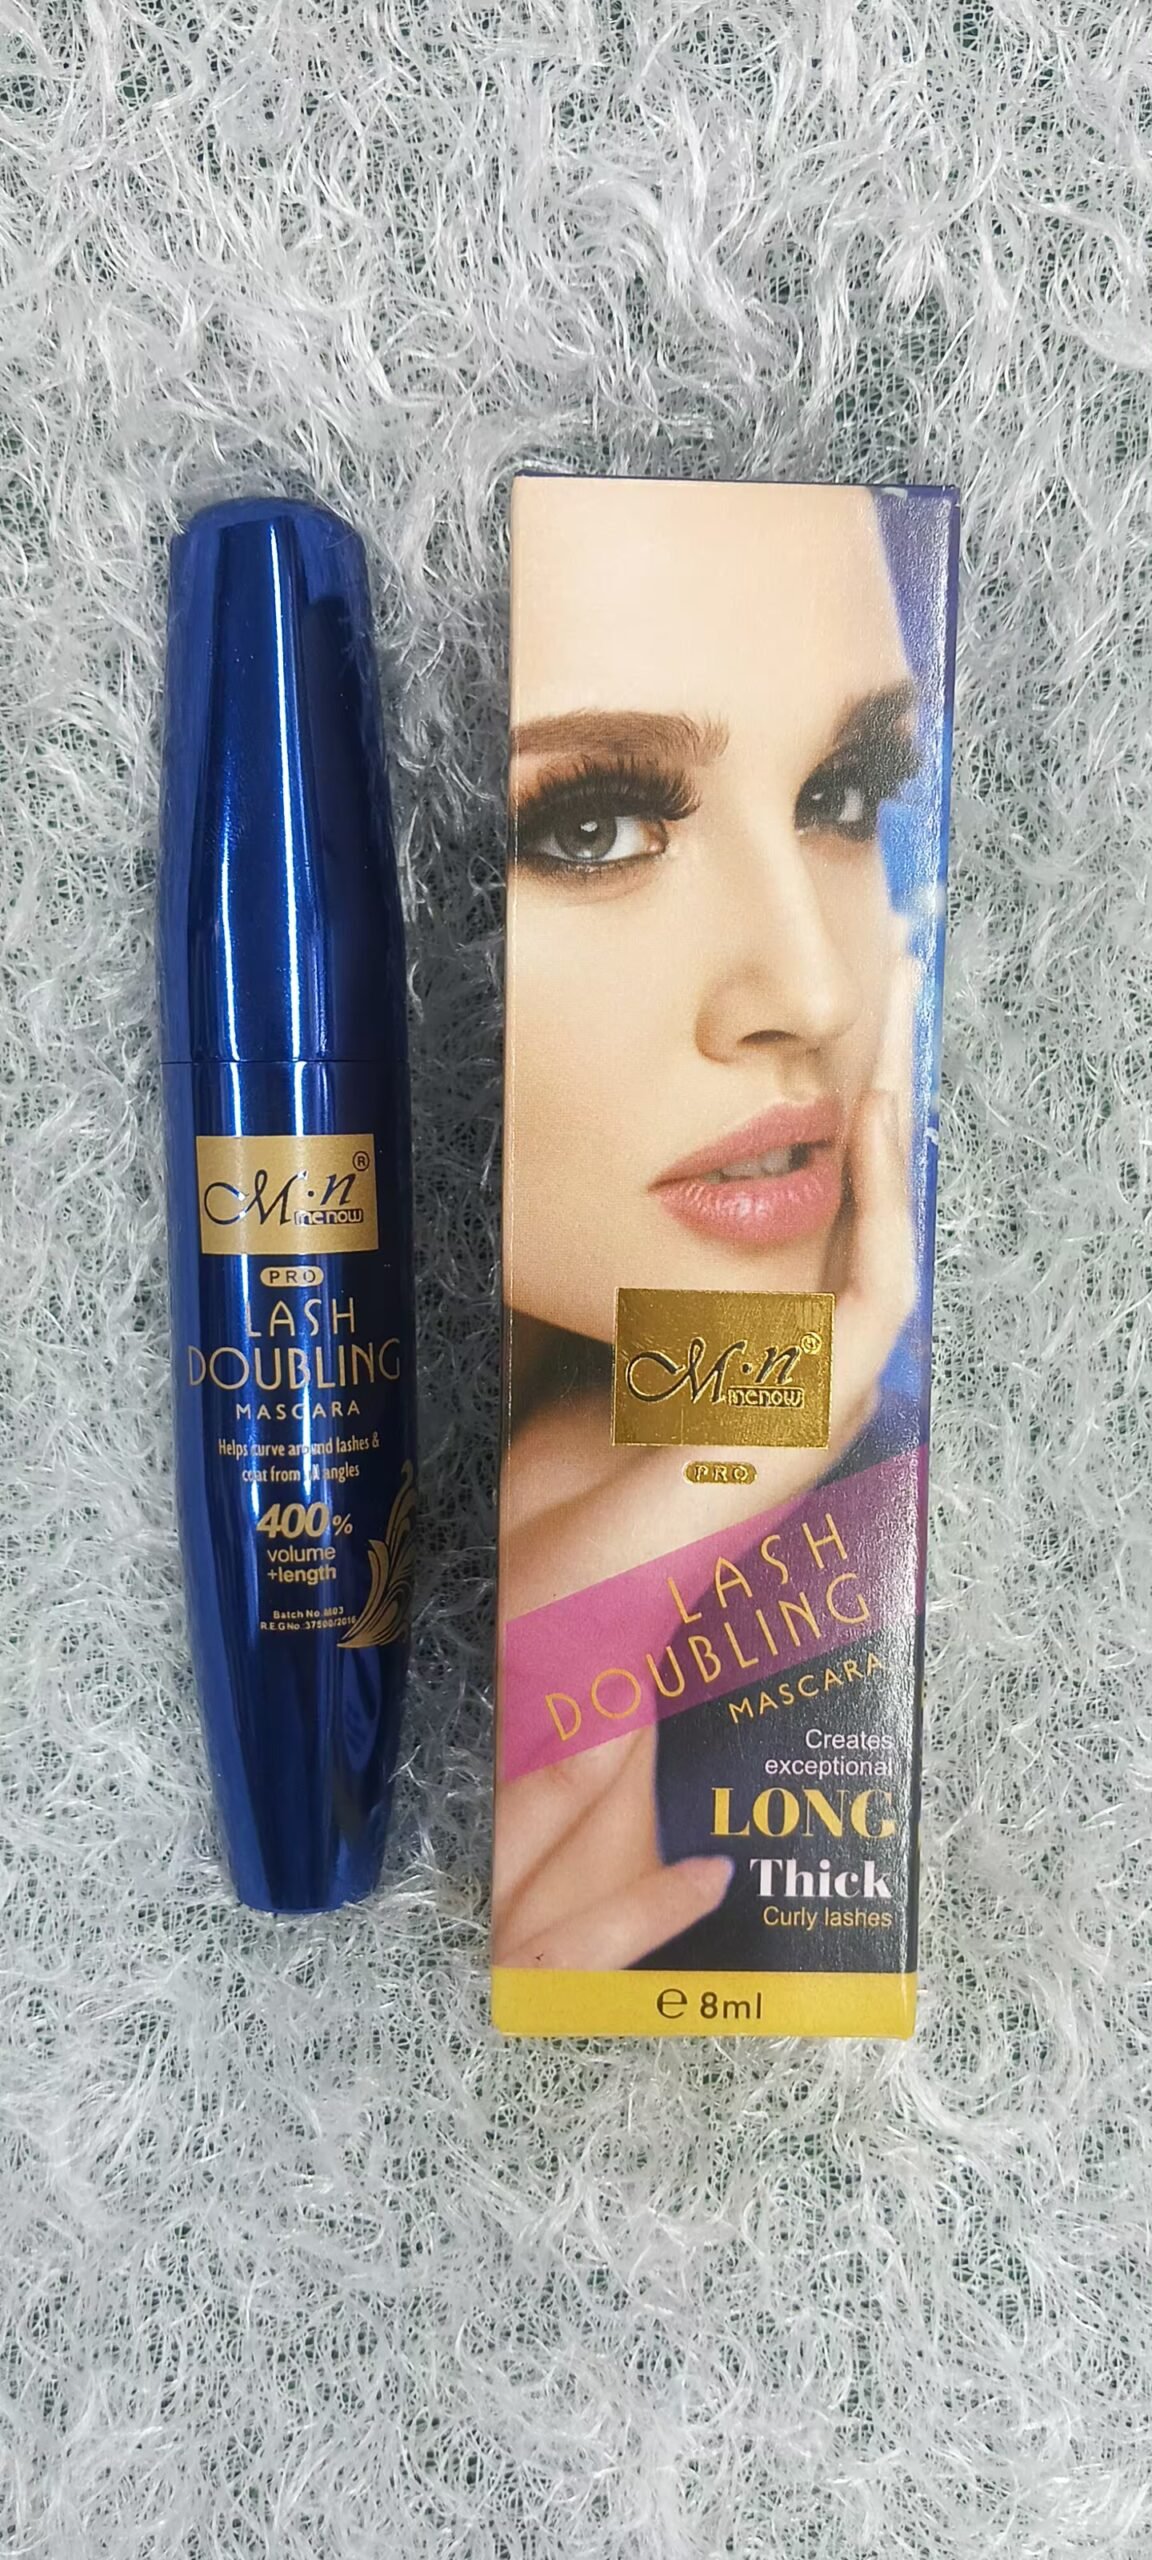 M·n®
menow
PRO
LASH
DOUBLING
MASCARA
Helps curve around lashes &
coat from all angles
400%
volume
+length
Batch No.M03
R.E.G No:37500/2016
M·n®
menow
PRO
LASH
DOUBLING
MASCARA
Creates
exceptional
LONG
Thick
Curly lashes
℮ 8ml